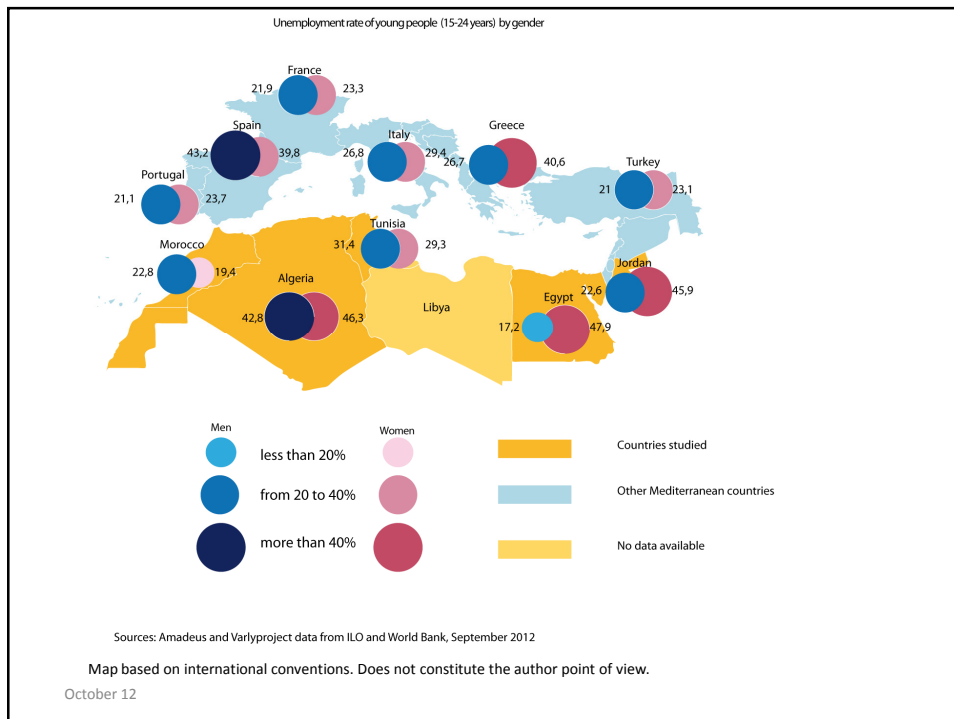 Unemployment rate of young people (15-24 years) by gender
France
21,9
23,3
Spain
43,2
39,8
Italy
26,8
29,4
Greece
26,7
40,6
Turkey
21
23,1
Portugal
21,1
23,7
Tunisia
31,4
29,3
Morocco
22,8
19,4
Algeria
42,8
46,3
Libya
Egypt
17,2
47,9
Jordan
22,6
45,9
Men
Women
less than 20%
from 20 to 40%
more than 40%
Countries studied
Other Mediterranean countries
No data available
Sources: Amadeus and Varlyproject data from ILO and World Bank, September 2012
Map based on international conventions. Does not constitute the author point of view.
October 12